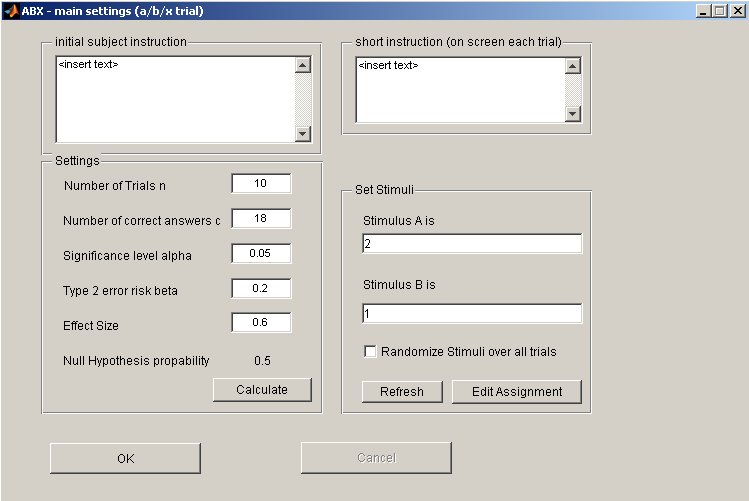 ABX - main settings (a/b/x trial)
initial subject instruction
<insert text>
short instruction (on screen each trial)
<insert text>
Settings
Number of Trials n 10
Number of correct answers c 18
Significance level alpha 0.05
Type 2 error risk beta 0.2
Effect Size 0.6
Null Hypothesis propability 0.5
Calculate
Set Stimuli
Stimulus A is
2
Stimulus B is
1
Randomize Stimuli over all trials
Refresh Edit Assignment
OK Cancel